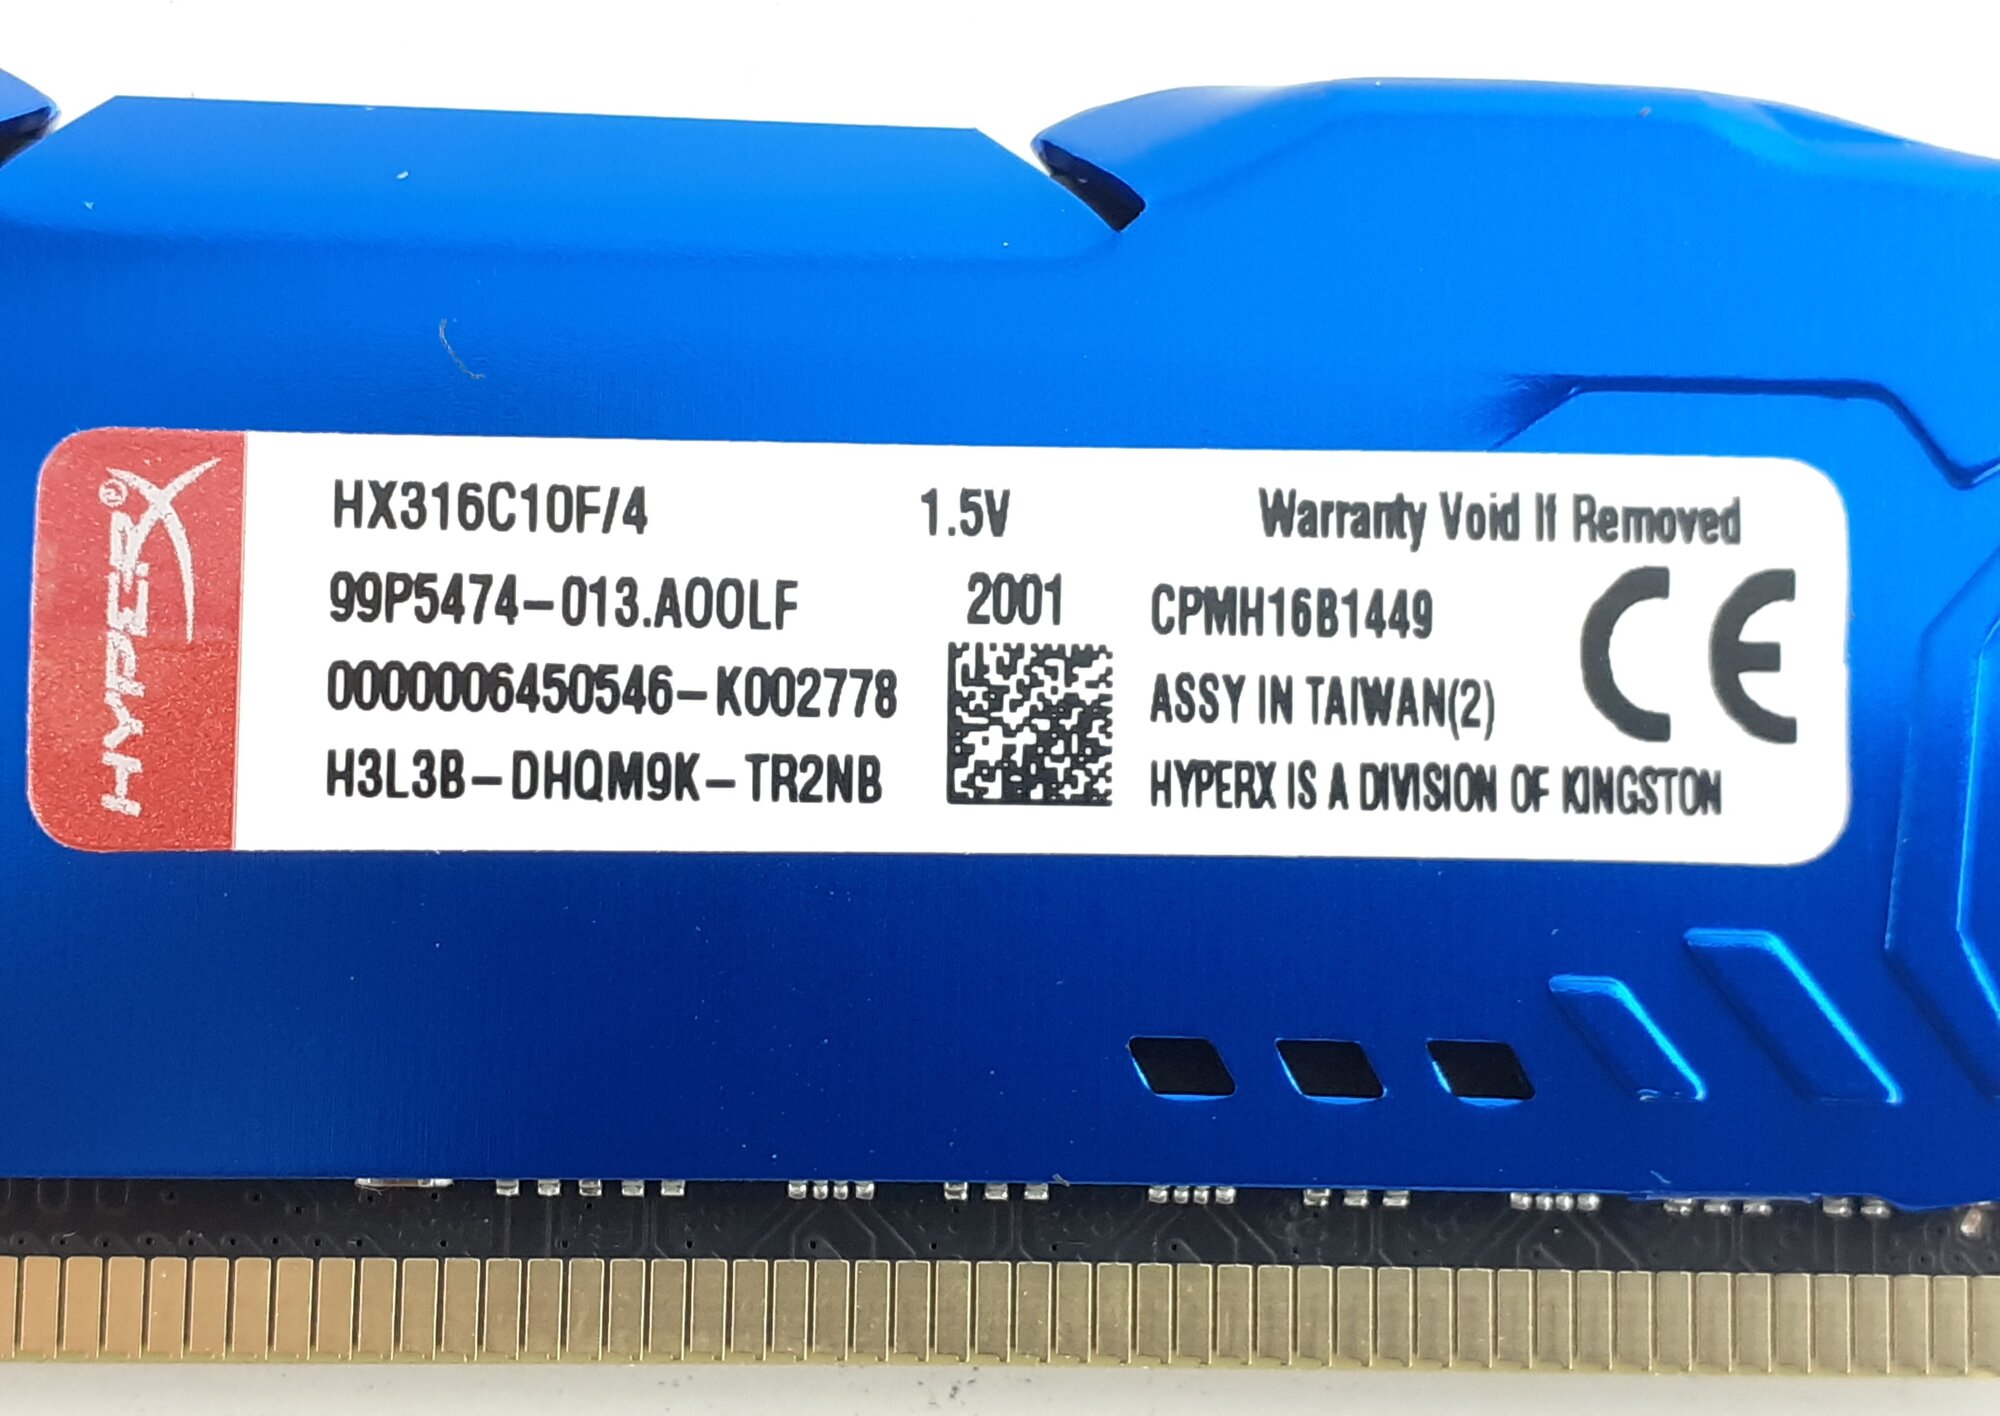 HYPERX
HX316C10F/4 1.5V Warranty Void If Removed
99P5474-013.A00LF 2001 CPMH16B1449
0000006450546-K002778 ASSY IN TAIWAN(2)
H3L3B-DHQM9K-TR2NB HYPERX IS A DIVISION OF KINGSTON
CE